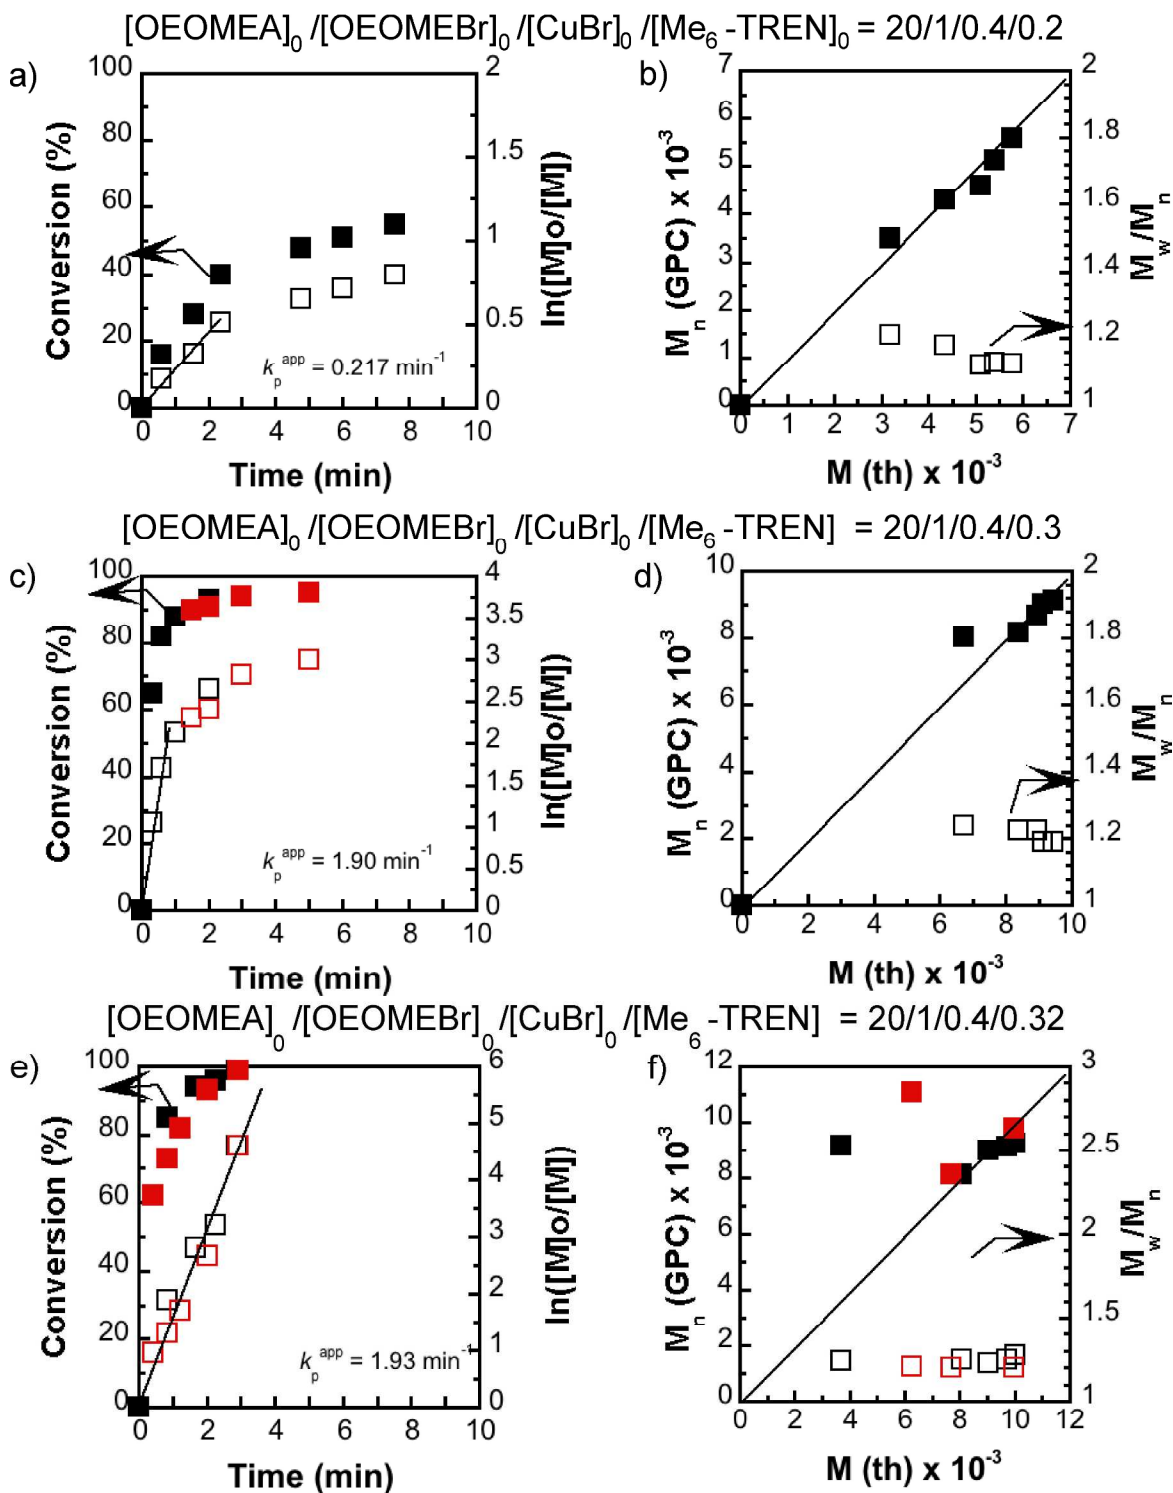 [OEOMEA]0 /[OEOMEBr]0 /[CuBr]0 /[Me6 -TREN]0 = 20/1/0.4/0.2
a)
100
80
60
40
20
0
Conversion (%)
2
1.5
1
0.5
0
ln([M]o/[M])
kpapp = 0.217 min-1
0 2 4 6 8 10
Time (min)
b)
7
6
5
4
3
2
1
0
Mn (GPC) x 10-3
2
1.8
1.6
1.4
1.2
1
Mw/Mn
0 1 2 3 4 5 6 7
M (th) x 10-3
[OEOMEA]0 /[OEOMEBr]0 /[CuBr]0 /[Me6 -TREN] = 20/1/0.4/0.3
c)
100
80
60
40
20
0
Conversion (%)
4
3.5
3
2.5
2
1.5
1
0.5
0
ln([M]o/[M])
kpapp = 1.90 min-1
0 2 4 6 8 10
Time (min)
d)
10
8
6
4
2
0
Mn (GPC) x 10-3
2
1.8
1.6
1.4
1.2
1
Mw/Mn
0 2 4 6 8 10
M (th) x 10-3
[OEOMEA]0 /[OEOMEBr]0 /[CuBr]0 /[Me6 -TREN] = 20/1/0.4/0.32
e)
100
80
60
40
20
0
Conversion (%)
6
5
4
3
2
1
0
ln([M]o/[M])
kpapp = 1.93 min-1
0 2 4 6 8 10
Time (min)
f)
12
10
8
6
4
2
0
Mn (GPC) x 10-3
3
2.5
2
1.5
1
Mw/Mn
0 2 4 6 8 10 12
M (th) x 10-3